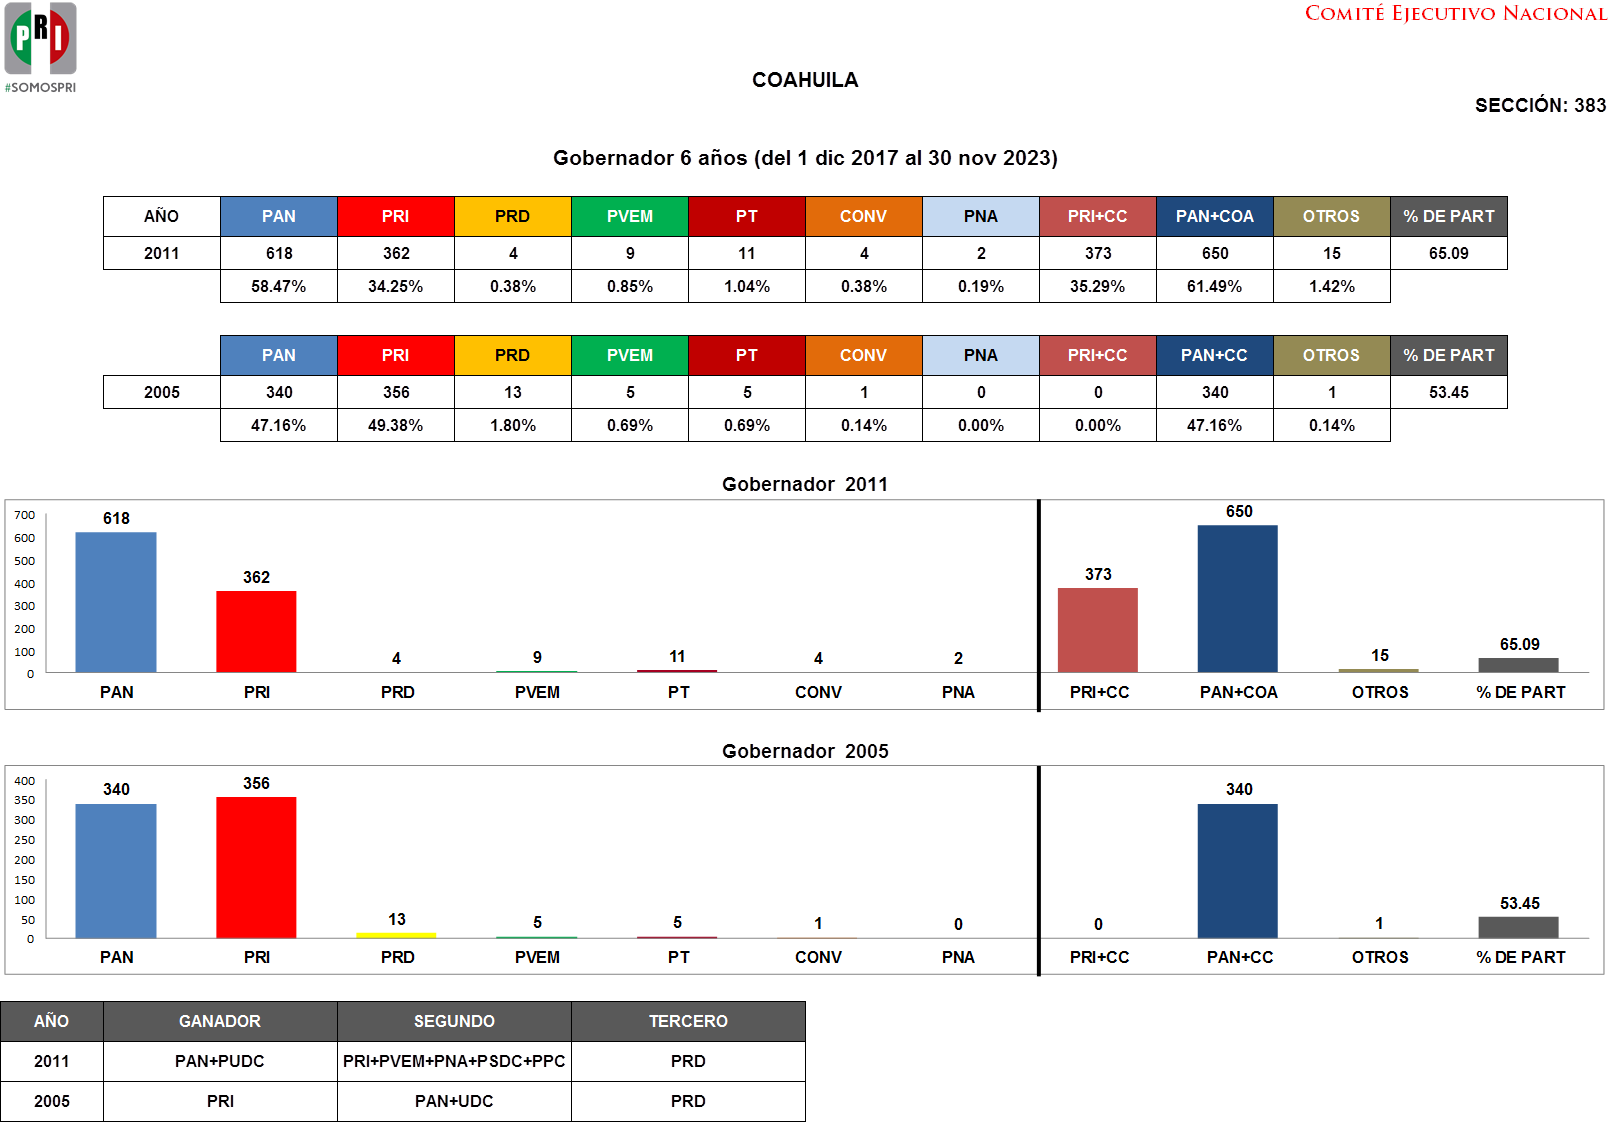 PRI
#SOMOSPRI
COMITÉ EJECUTIVO NACIONAL
COAHUILA
SECCIÓN: 383
Gobernador 6 años (del 1 dic 2017 al 30 nov 2023)
AÑO PAN PRI PRD PVEM PT CONV PNA PRI+CC PAN+COA OTROS % DE PART
2011 618 362 4 9 11 4 2 373 650 15 65.09
58.47% 34.25% 0.38% 0.85% 1.04% 0.38% 0.19% 35.29% 61.49% 1.42%
PAN PRI PRD PVEM PT CONV PNA PRI+CC PAN+CC OTROS % DE PART
2005 340 356 13 5 5 1 0 0 340 1 53.45
47.16% 49.38% 1.80% 0.69% 0.69% 0.14% 0.00% 0.00% 47.16% 0.14%
Gobernador 2011
700
600
500
400
300
200
100
0
618 362 4 9 11 4 2 373 650 15 65.09
PAN PRI PRD PVEM PT CONV PNA PRI+CC PAN+COA OTROS % DE PART
Gobernador 2005
400
350
300
250
200
150
100
50
0
340 356 13 5 5 1 0 0 340 1 53.45
PAN PRI PRD PVEM PT CONV PNA PRI+CC PAN+CC OTROS % DE PART
AÑO GANADOR SEGUNDO TERCERO
2011 PAN+PUDC PRI+PVEM+PNA+PSDC+PPC PRD
2005 PRI PAN+UDC PRD